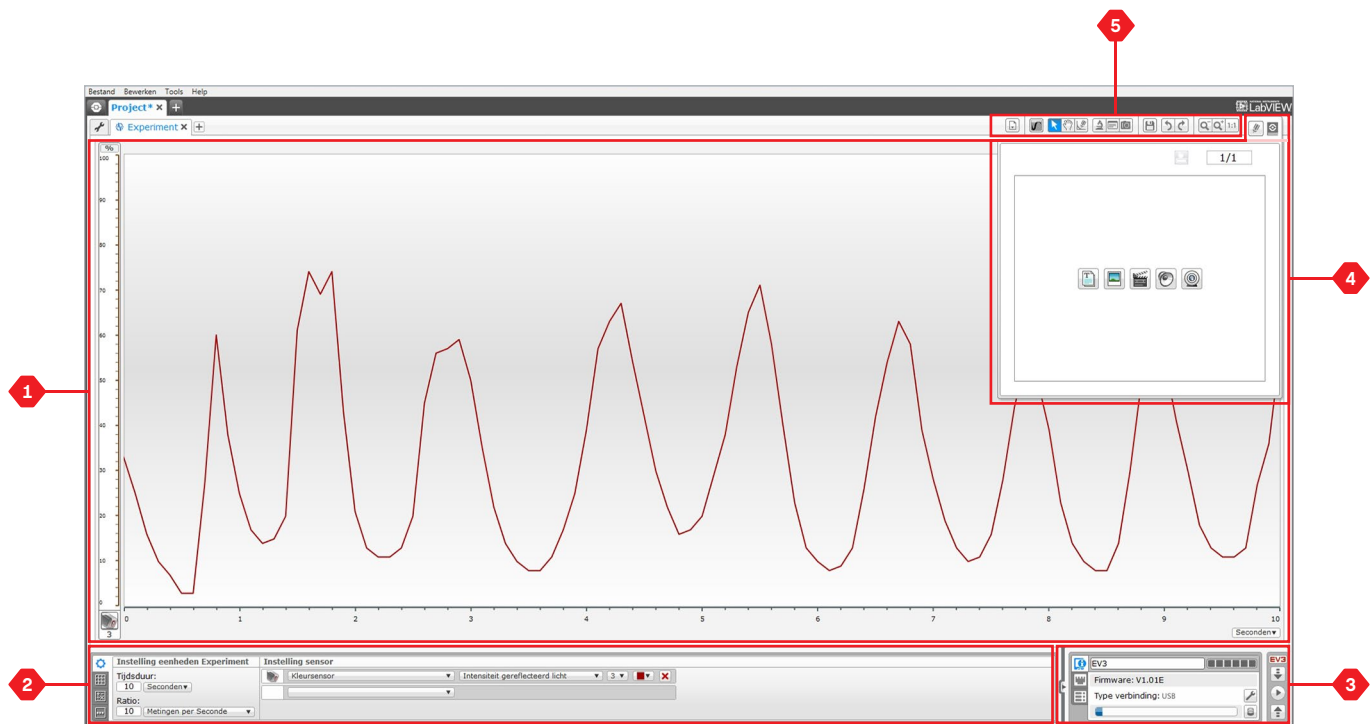 5
Bestand Bewerken Tools Help
Project* × +
LabVIEW
Experiment × +
1:1
%
100
90
80
70
60
50
40
30
20
10
0
1/1
4
1
3
0 1 2 3 4 5 6 7 8 9 10
Seconden
2
Instelling eenheden Experiment
Tijdsduur:
10 Seconden
Ratio:
10 Metingen per Seconde
Instelling sensor
Kleursensor Intensiteit gereflecteerd licht 3
EV3
Firmware: V1.01E
Type verbinding: USB
EV3
3